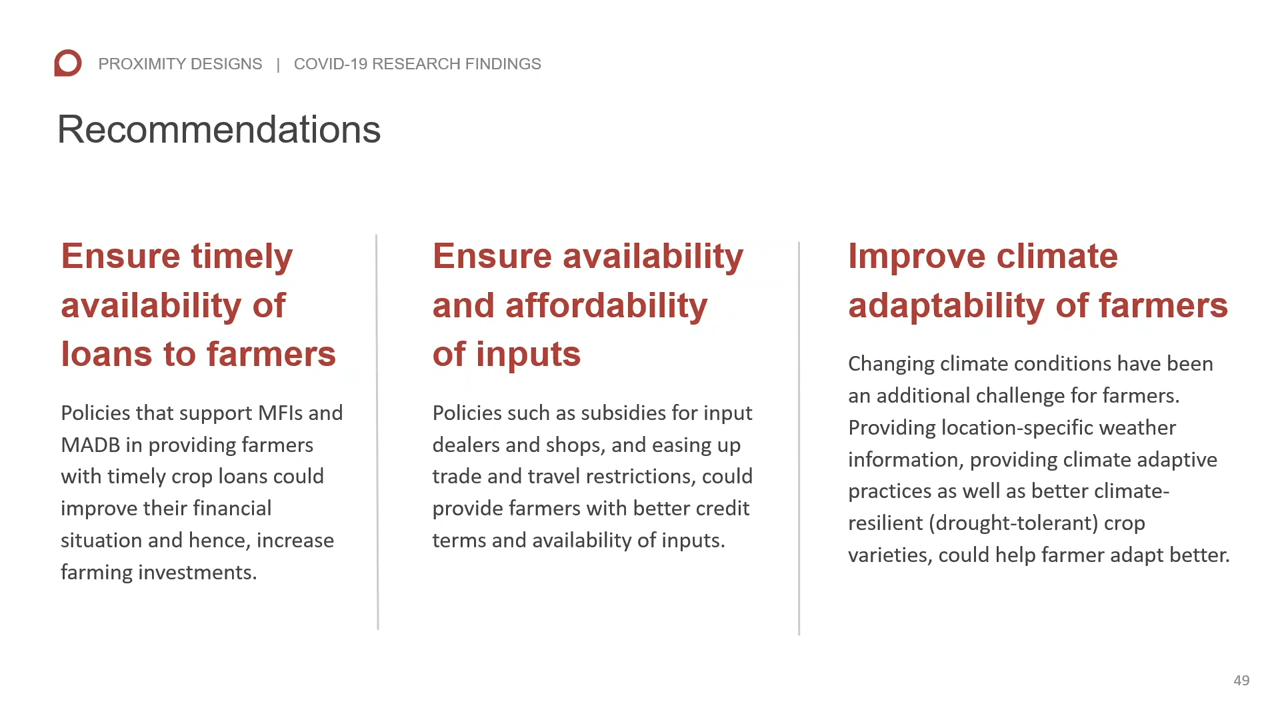 PROXIMITY DESIGNS | COVID-19 RESEARCH FINDINGS
Recommendations
Ensure timely
availability of
loans to farmers
Policies that support MFIs and
MADB in providing farmers
with timely crop loans could
improve their financial
situation and hence, increase
farming investments.
Ensure availability
and affordability
of inputs
Policies such as subsidies for input
dealers and shops, and easing up
trade and travel restrictions, could
provide farmers with better credit
terms and availability of inputs.
Improve climate
adaptability of farmers
Changing climate conditions have been
an additional challenge for farmers.
Providing location-specific weather
information, providing climate adaptive
practices as well as better climate-
resilient (drought-tolerant) crop
varieties, could help farmer adapt better.
49